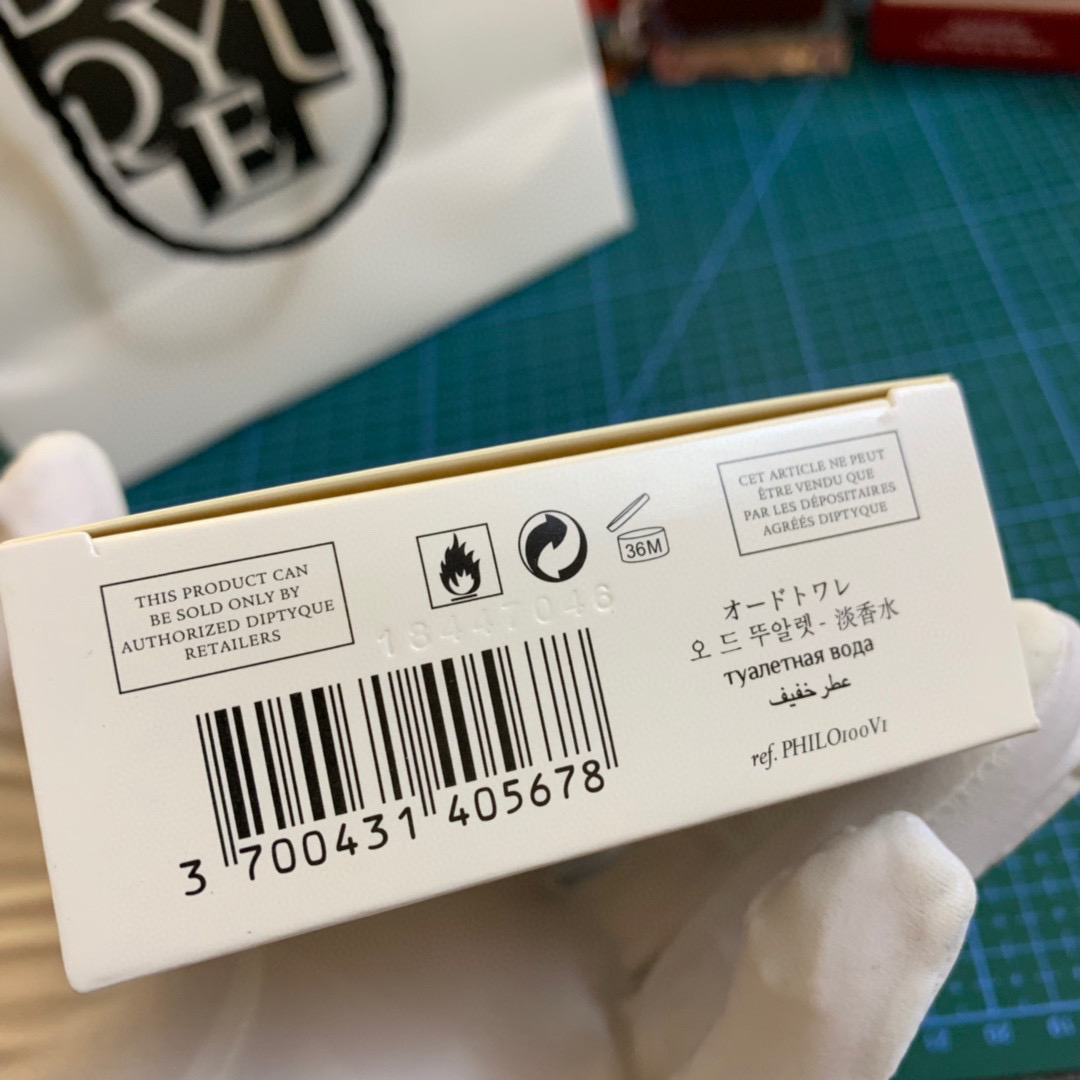 QYU
E
THIS PRODUCT CAN
BE SOLD ONLY BY
AUTHORIZED DIPTYQUE
RETAILERS
36M
CET ARTICLE NE PEUT
ÊTRE VENDU QUE
PAR LES DÉPOSITAIRES
AGRÉÉS DIPTYQUE
18447046
3 700431 405678
オードトワレ
오 드 뚜알렛 - 淡香水
туалетная вода
عطر خفيف
ref. PHILO100V1